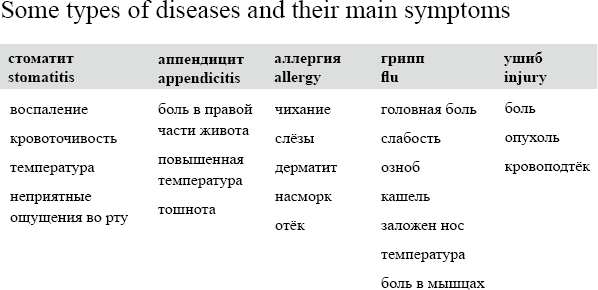 Some types of diseases and their main symptoms
стоматит
stomatitis
воспаление
кровоточивость
температура
неприятные
ощущения во рту
аппендицит
appendicitis
боль в правой
части живота
повышенная
температура
тошнота
аллергия
allergy
чихание
слёзы
дерматит
насморк
отёк
грипп
flu
головная боль
слабость
озноб
кашель
заложен нос
температура
боль в мышцах
ушиб
injury
боль
опухоль
кровоподтёк